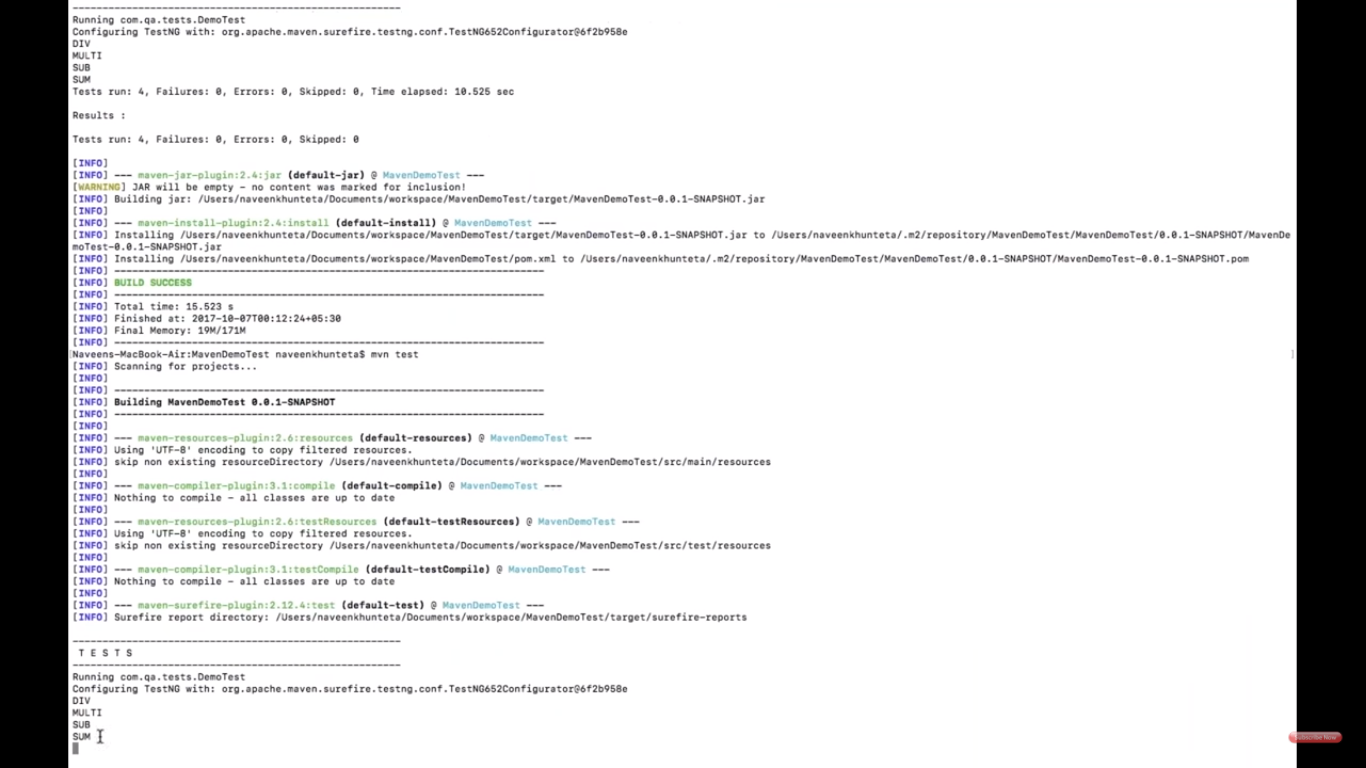 ------------------------------------------------------
Running com.qa.tests.DemoTest
Configuring TestNG with: org.apache.maven.surefire.testng.conf.TestNG652Configurator@6f2b958e
DIV
MULTI
SUB
SUM
Tests run: 4, Failures: 0, Errors: 0, Skipped: 0, Time elapsed: 10.525 sec
Results :
Tests run: 4, Failures: 0, Errors: 0, Skipped: 0
[INFO]
[INFO] --- maven-jar-plugin:2.4:jar (default-jar) @ MavenDemoTest ---
[WARNING] JAR will be empty - no content was marked for inclusion!
[INFO] Building jar: /Users/naveenkhunteta/Documents/workspace/MavenDemoTest/target/MavenDemoTest-0.0.1-SNAPSHOT.jar
[INFO]
[INFO] --- maven-install-plugin:2.4:install (default-install) @ MavenDemoTest ---
[INFO] Installing /Users/naveenkhunteta/Documents/workspace/MavenDemoTest/target/MavenDemoTest-0.0.1-SNAPSHOT.jar to /Users/naveenkhunteta/.m2/repository/MavenDemoTest/MavenDemoTest/0.0.1-SNAPSHOT/MavenDe
moTest-0.0.1-SNAPSHOT.jar
[INFO] Installing /Users/naveenkhunteta/Documents/workspace/MavenDemoTest/pom.xml to /Users/naveenkhunteta/.m2/repository/MavenDemoTest/MavenDemoTest/0.0.1-SNAPSHOT/MavenDemoTest-0.0.1-SNAPSHOT.pom
[INFO] ------------------------------------------------------------------------
[INFO] BUILD SUCCESS
[INFO] ------------------------------------------------------------------------
[INFO] Total time: 15.523 s
[INFO] Finished at: 2017-10-07T00:12:24+05:30
[INFO] Final Memory: 19M/171M
[INFO] ------------------------------------------------------------------------
[Naveens-MacBook-Air:MavenDemoTest naveenkhunteta$ mvn test ]
[INFO] Scanning for projects...
[INFO]
[INFO] ------------------------------------------------------------------------
[INFO] Building MavenDemoTest 0.0.1-SNAPSHOT
[INFO] ------------------------------------------------------------------------
[INFO]
[INFO] --- maven-resources-plugin:2.6:resources (default-resources) @ MavenDemoTest ---
[INFO] Using 'UTF-8' encoding to copy filtered resources.
[INFO] skip non existing resourceDirectory /Users/naveenkhunteta/Documents/workspace/MavenDemoTest/src/main/resources
[INFO]
[INFO] --- maven-compiler-plugin:3.1:compile (default-compile) @ MavenDemoTest ---
[INFO] Nothing to compile - all classes are up to date
[INFO]
[INFO] --- maven-resources-plugin:2.6:testResources (default-testResources) @ MavenDemoTest ---
[INFO] Using 'UTF-8' encoding to copy filtered resources.
[INFO] skip non existing resourceDirectory /Users/naveenkhunteta/Documents/workspace/MavenDemoTest/src/test/resources
[INFO]
[INFO] --- maven-compiler-plugin:3.1:testCompile (default-testCompile) @ MavenDemoTest ---
[INFO] Nothing to compile - all classes are up to date
[INFO]
[INFO] --- maven-surefire-plugin:2.12.4:test (default-test) @ MavenDemoTest ---
[INFO] Surefire report directory: /Users/naveenkhunteta/Documents/workspace/MavenDemoTest/target/surefire-reports
------------------------------------------------------
T E S T S
------------------------------------------------------
Running com.qa.tests.DemoTest
Configuring TestNG with: org.apache.maven.surefire.testng.conf.TestNG652Configurator@6f2b958e
DIV
MULTI
SUB
SUM
Subscribe Now